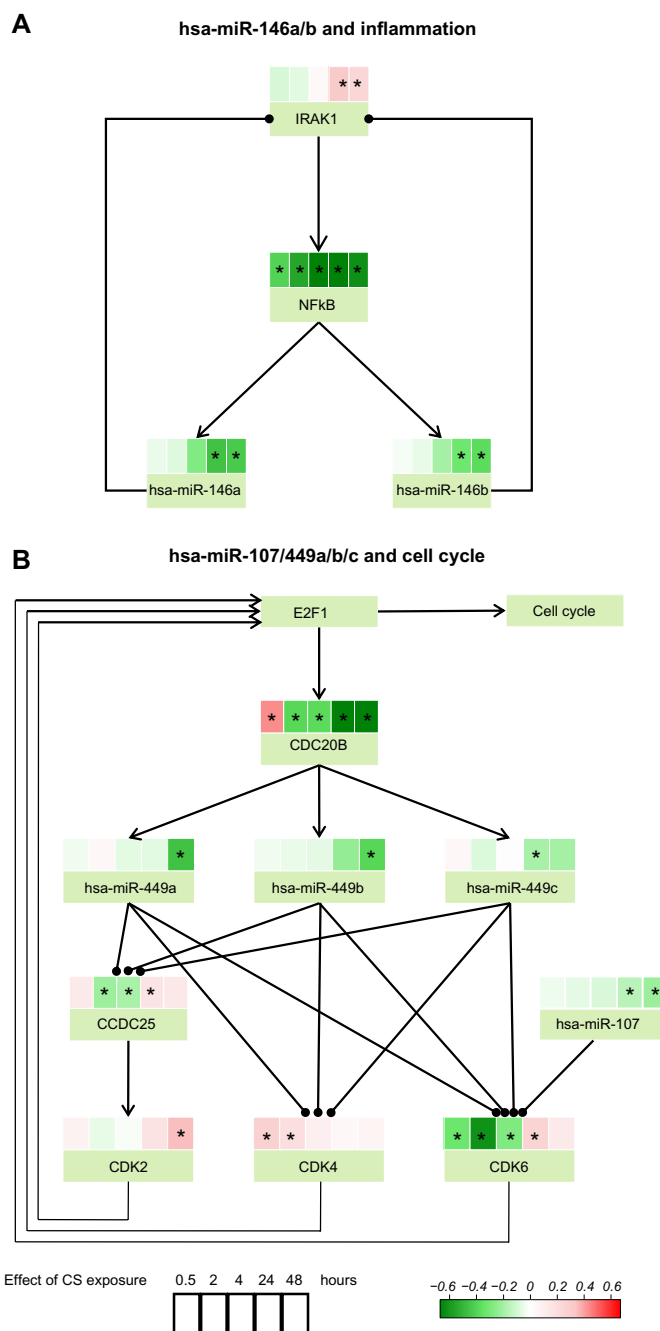 A
hsa-miR-146a/b and inflammation
* *
IRAK1
* * * * *
NFkB
* *
* *
hsa-miR-146a
hsa-miR-146b
B
hsa-miR-107/449a/b/c and cell cycle
E2F1
Cell cycle
* * * * *
CDC20B
*
*
*
hsa-miR-449a
hsa-miR-449b
hsa-miR-449c
* * *
* *
CCDC25
hsa-miR-107
*
* *
* * * *
CDK2
CDK4
CDK6
Effect of CS exposure 0.5 2 4 24 48 hours
−0.6 −0.4 −0.2 0 0.2 0.4 0.6